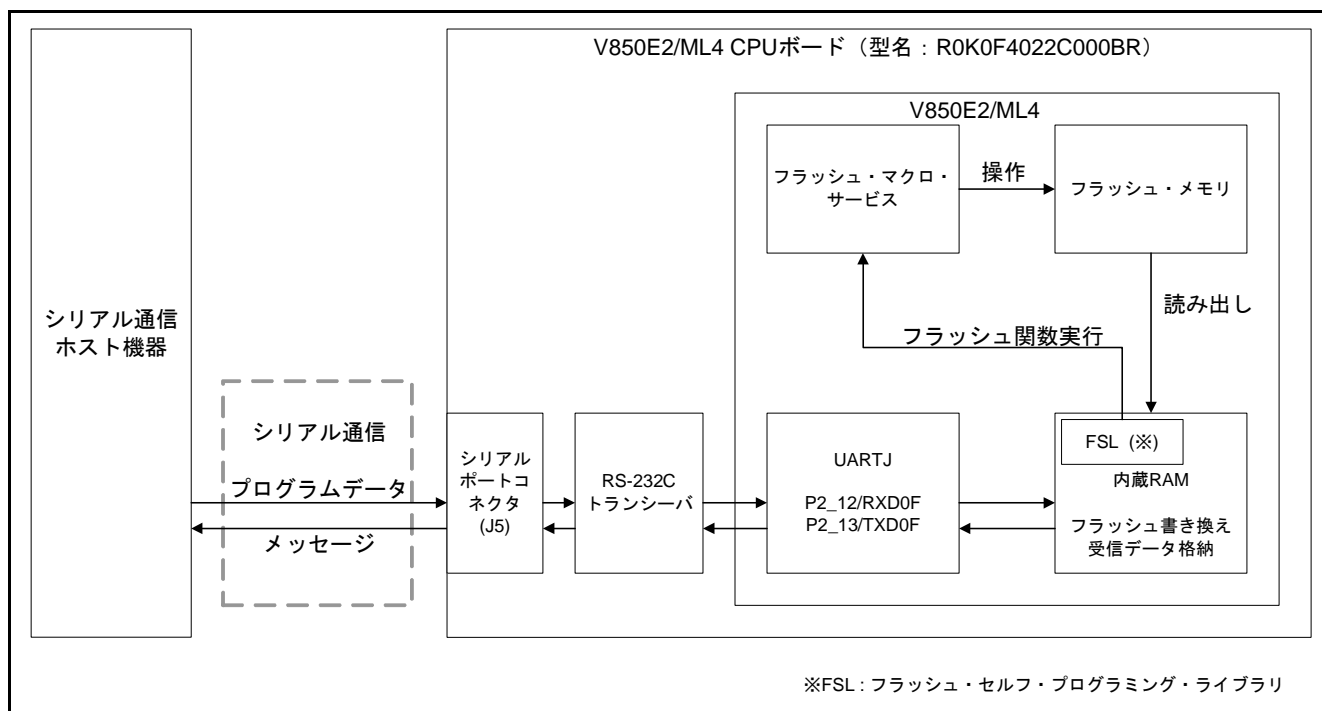 V850E2/ML4 CPUボード（型名：R0K0F4022C000BR）
V850E2/ML4
フラッシュ・マクロ・
サービス
操作
フラッシュ・メモリ
読み出し
フラッシュ関数実行
シリアル通信
ホスト機器
シリアル通信
プログラムデータ
メッセージ
シリアル
ポートコ
ネクタ
(J5)
RS-232C
トランシーバ
UARTJ
P2_12/RXD0F
P2_13/TXD0F
FSL (※)
内蔵RAM
フラッシュ書き換え
受信データ格納
※FSL : フラッシュ・セルフ・プログラミング・ライブラリ